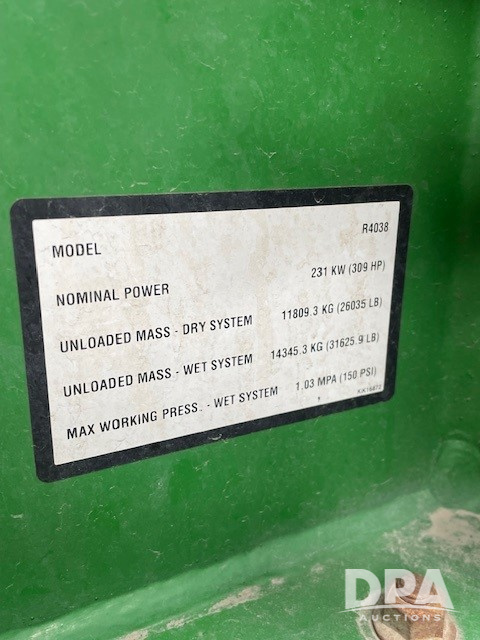 MODEL R4038
NOMINAL POWER 231 KW (309 HP)
UNLOADED MASS - DRY SYSTEM 11809.3 KG (26035 LB)
UNLOADED MASS - WET SYSTEM 14345.3 KG (31625.9 LB)
MAX WORKING PRESS. - WET SYSTEM 1.03 MPA (150 PSI)
DPA
AUCTIONS